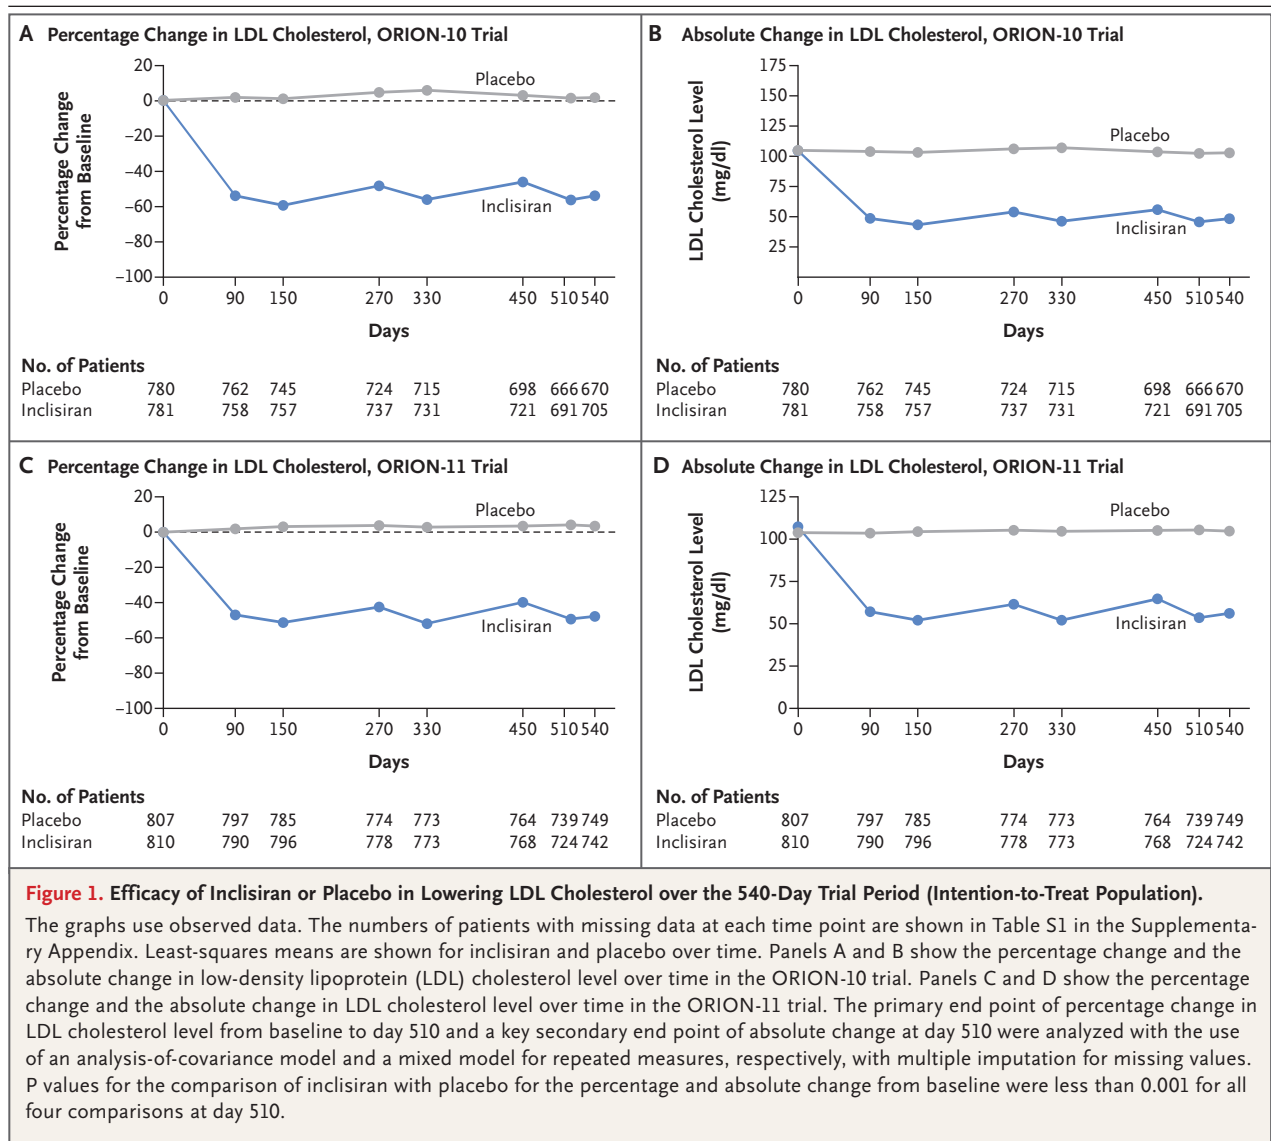 A Percentage Change in LDL Cholesterol, ORION-10 Trial
Percentage Change
from Baseline
20
0
−20
−40
−60
−80
−100
Placebo
Inclisiran
0 90 150 270 330 450 510 540
Days
No. of Patients
Placebo 780 762 745 724 715 698 666 670
Inclisiran 781 758 757 737 731 721 691 705
B Absolute Change in LDL Cholesterol, ORION-10 Trial
LDL Cholesterol Level
(mg/dl)
175
150
125
100
75
50
25
Placebo
Inclisiran
0 90 150 270 330 450 510 540
Days
No. of Patients
Placebo 780 762 745 724 715 698 666 670
Inclisiran 781 758 757 737 731 721 691 705
C Percentage Change in LDL Cholesterol, ORION-11 Trial
Percentage Change
from Baseline
20
0
−20
−40
−60
−80
−100
Placebo
Inclisiran
0 90 150 270 330 450 510 540
Days
No. of Patients
Placebo 807 797 785 774 773 764 739 749
Inclisiran 810 790 796 778 773 768 724 742
D Absolute Change in LDL Cholesterol, ORION-11 Trial
LDL Cholesterol Level
(mg/dl)
125
100
75
50
25
0
Placebo
Inclisiran
0 90 150 270 330 450 510 540
Days
No. of Patients
Placebo 807 797 785 774 773 764 739 749
Inclisiran 810 790 796 778 773 768 724 742
Figure 1. Efficacy of Inclisiran or Placebo in Lowering LDL Cholesterol over the 540-Day Trial Period (Intention-to-Treat Population).
The graphs use observed data. The numbers of patients with missing data at each time point are shown in Table S1 in the Supplementa-
ry Appendix. Least-squares means are shown for inclisiran and placebo over time. Panels A and B show the percentage change and the
absolute change in low-density lipoprotein (LDL) cholesterol level over time in the ORION-10 trial. Panels C and D show the percentage
change and the absolute change in LDL cholesterol level over time in the ORION-11 trial. The primary end point of percentage change in
LDL cholesterol level from baseline to day 510 and a key secondary end point of absolute change at day 510 were analyzed with the use
of an analysis-of-covariance model and a mixed model for repeated measures, respectively, with multiple imputation for missing values.
P values for the comparison of inclisiran with placebo for the percentage and absolute change from baseline were less than 0.001 for all
four comparisons at day 510.